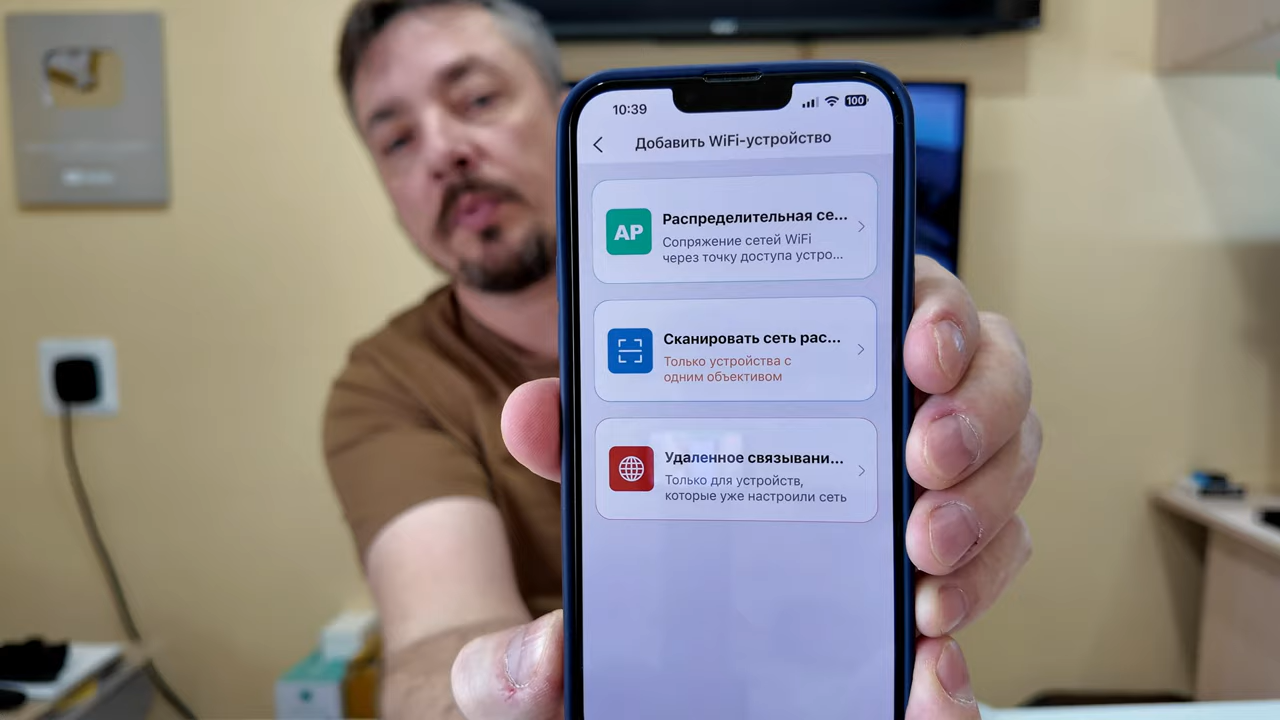 10:39
100
Добавить WiFi-устройство
AP
Распределительная се...
Сопряжение сетей WiFi
через точку доступа устро...
Сканировать сеть рас...
Только устройства с
одним объективом
Удаленное связывани...
Только для устройств,
которые уже настроили сеть